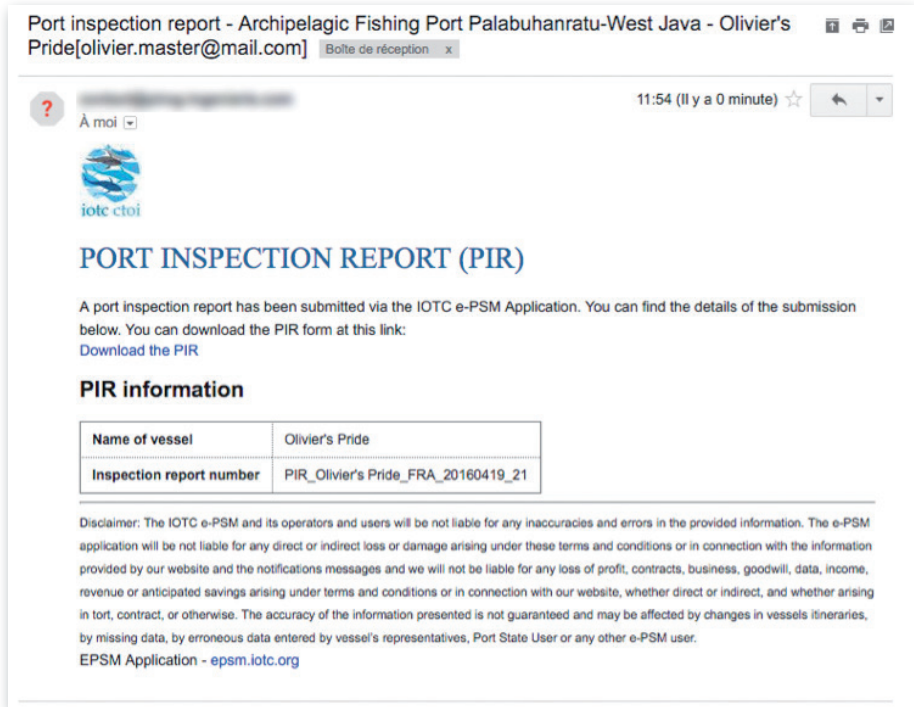 Port inspection report - Archipelagic Fishing Port Palabuhanratu-West Java - Olivier's
Pride[olivier.master@mail.com] Boîte de réception x
11:54 (Il y a 0 minute)
?
À moi
iotc ctoi
PORT INSPECTION REPORT (PIR)
A port inspection report has been submitted via the IOTC e-PSM Application. You can find the details of the submission
below. You can download the PIR form at this link:
Download the PIR
PIR information
Name of vessel Olivier's Pride
Inspection report number PIR_Olivier's Pride_FRA_20160419_21
Disclaimer: The IOTC e-PSM and its operators and users will be not liable for any inaccuracies and errors in the provided information. The e-PSM
application will be not liable for any direct or indirect loss or damage arising under these terms and conditions or in connection with the information
provided by our website and the notifications messages and we will not be liable for any loss of profit, contracts, business, goodwill, data, income,
revenue or anticipated savings arising under terms and conditions or in connection with our website, whether direct or indirect, and whether arising
in tort, contract, or otherwise. The accuracy of the information presented is not guaranteed and may be affected by changes in vessels itineraries,
by missing data, by erroneous data entered by vessel's representatives, Port State User or any other e-PSM user.
EPSM Application - epsm.iotc.org